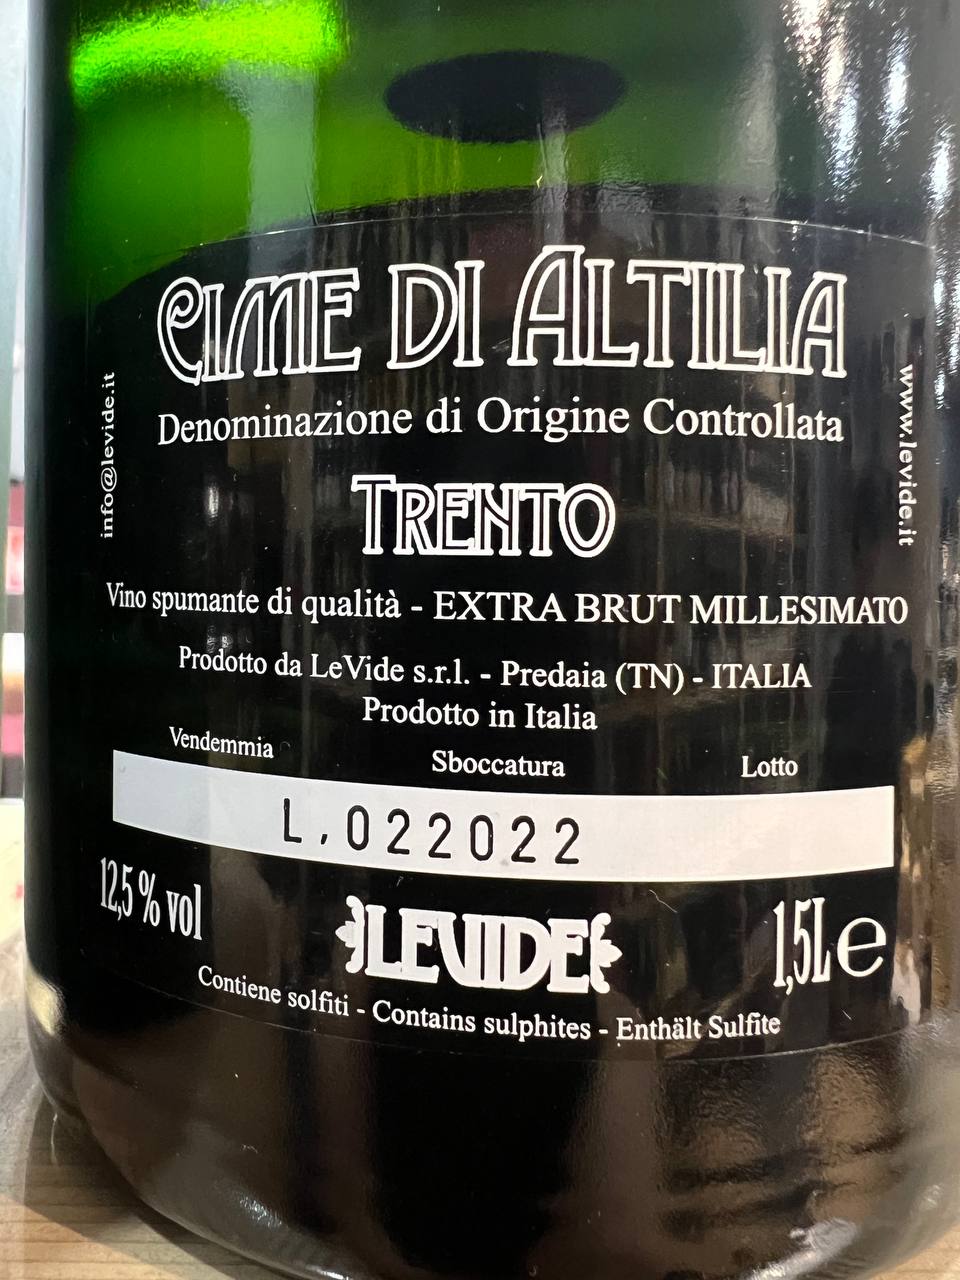 CIME DI ALTILIA
Denominazione di Origine Controllata
TRENTO
info@levide.it
www.levide.it
Vino spumante di qualità - EXTRA BRUT MILLESIMATO
Prodotto da LeVide s.r.l. - Predaia (TN) - ITALIA
Prodotto in Italia
Vendemmia Sboccatura Lotto
L.022022
12,5 % vol LEVIDE 1,5L e
Contiene solfiti - Contains sulphites - Enthält Sulfite